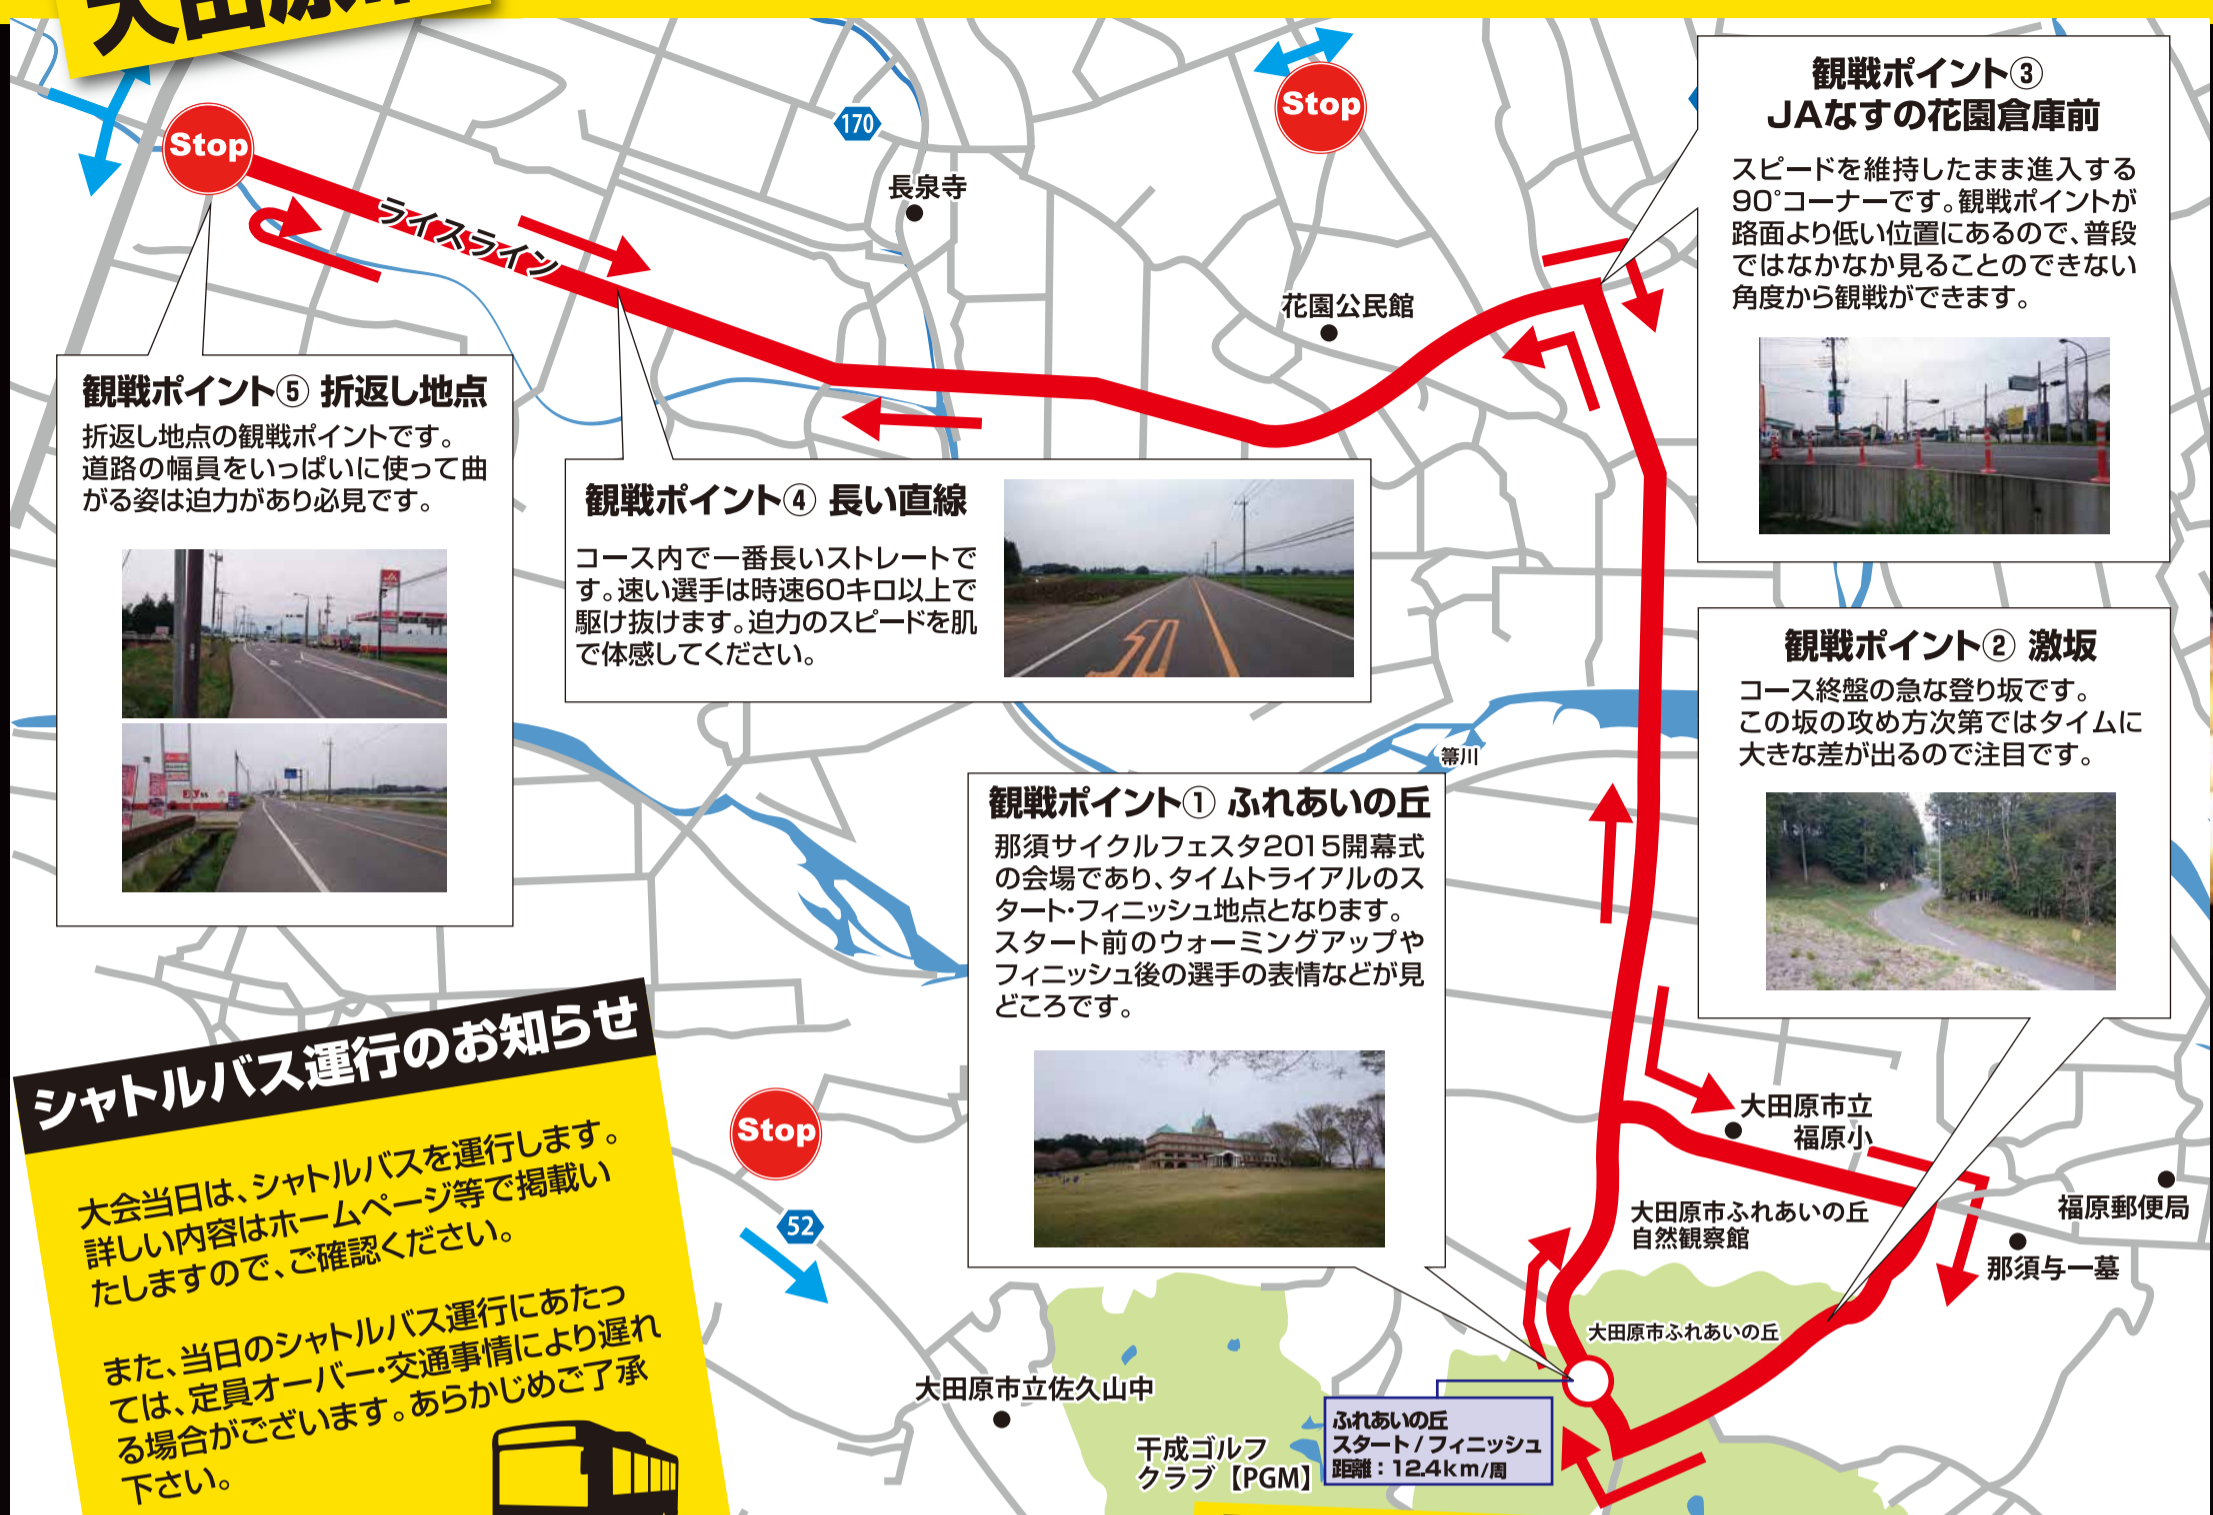 大田原市
Stop
Stop
170
長泉寺
ライスライン
花園公民館
観戦ポイント③
JAなすの花園倉庫前
スピードを維持したまま進入する
90°コーナーです。観戦ポイントが
路面より低い位置にあるので、普段
ではなかなか見ることのできない
角度から観戦ができます。
観戦ポイント⑤ 折返し地点
折返し地点の観戦ポイントです。
道路の幅員をいっぱいに使って曲
がる姿は迫力があり必見です。
観戦ポイント④ 長い直線
コース内で一番長いストレートで
す。速い選手は時速60キロ以上で
駆け抜けます。迫力のスピードを肌
で体感してください。
50
観戦ポイント② 激坂
コース終盤の急な登り坂です。
この坂の攻め方次第ではタイムに
大きな差が出るので注目です。
箒川
観戦ポイント① ふれあいの丘
那須サイクルフェスタ2015開幕式
の会場であり、タイムトライアルのス
タート・フィニッシュ地点となります。
スタート前のウォーミングアップや
フィニッシュ後の選手の表情などが見
どころです。
シャトルバス運行のお知らせ
大会当日は、シャトルバスを運行します。
詳しい内容はホームページ等で掲載い
たしますので、ご確認ください。
また、当日のシャトルバス運行にあたっ
ては、定員オーバー・交通事情により遅れ
る場合がございます。あらかじめご了承
下さい。
Stop
52
大田原市立
福原小
福原郵便局
那須与一墓
大田原市ふれあいの丘
自然観察館
大田原市ふれあいの丘
大田原市立佐久山中
千成ゴルフ
クラブ【PGM】
ふれあいの丘
スタート / フィニッシュ
距離：12.4km/周